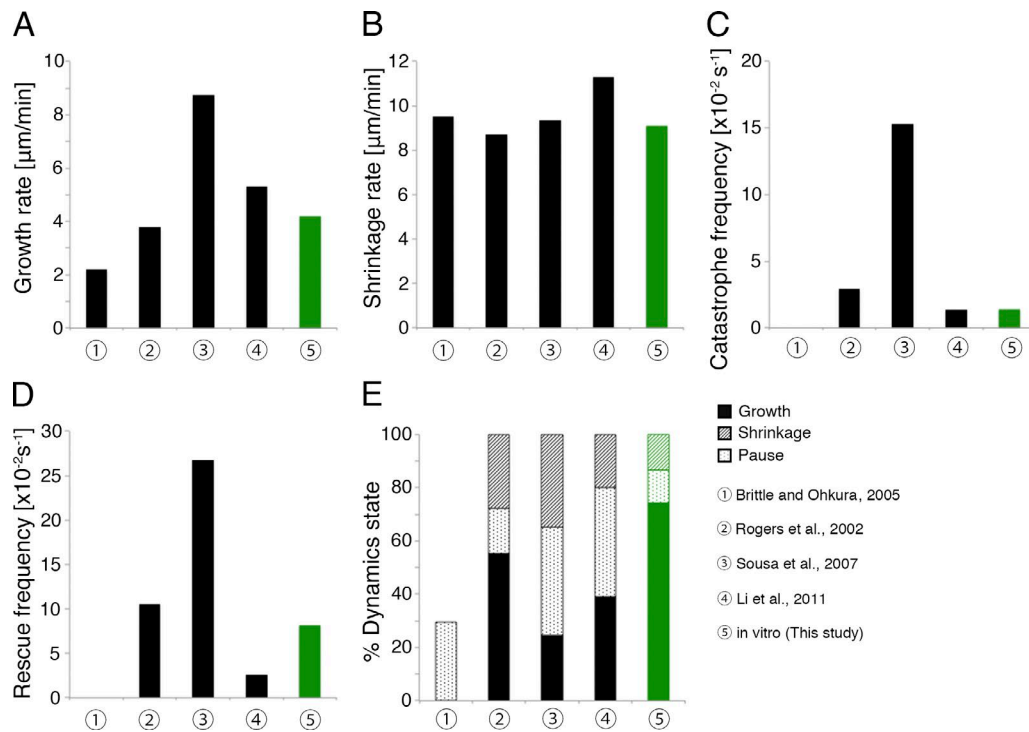 A
Growth rate [µm/min]
10
8
6
4
2
0
① ② ③ ④ ⑤
B
Shrinkage rate [µm/min]
14
12
10
8
6
4
2
0
① ② ③ ④ ⑤
C
Catastrophe frequency [x10⁻² s⁻¹]
20
15
10
5
0
① ② ③ ④ ⑤
D
Rescue frequency [x10⁻²s⁻¹]
30
25
20
15
10
5
0
① ② ③ ④ ⑤
E
% Dynamics state
100
80
60
40
20
0
① ② ③ ④ ⑤
Growth
Shrinkage
Pause
① Brittle and Ohkura, 2005
② Rogers et al., 2002
③ Sousa et al., 2007
④ Li et al., 2011
⑤ in vitro (This study)